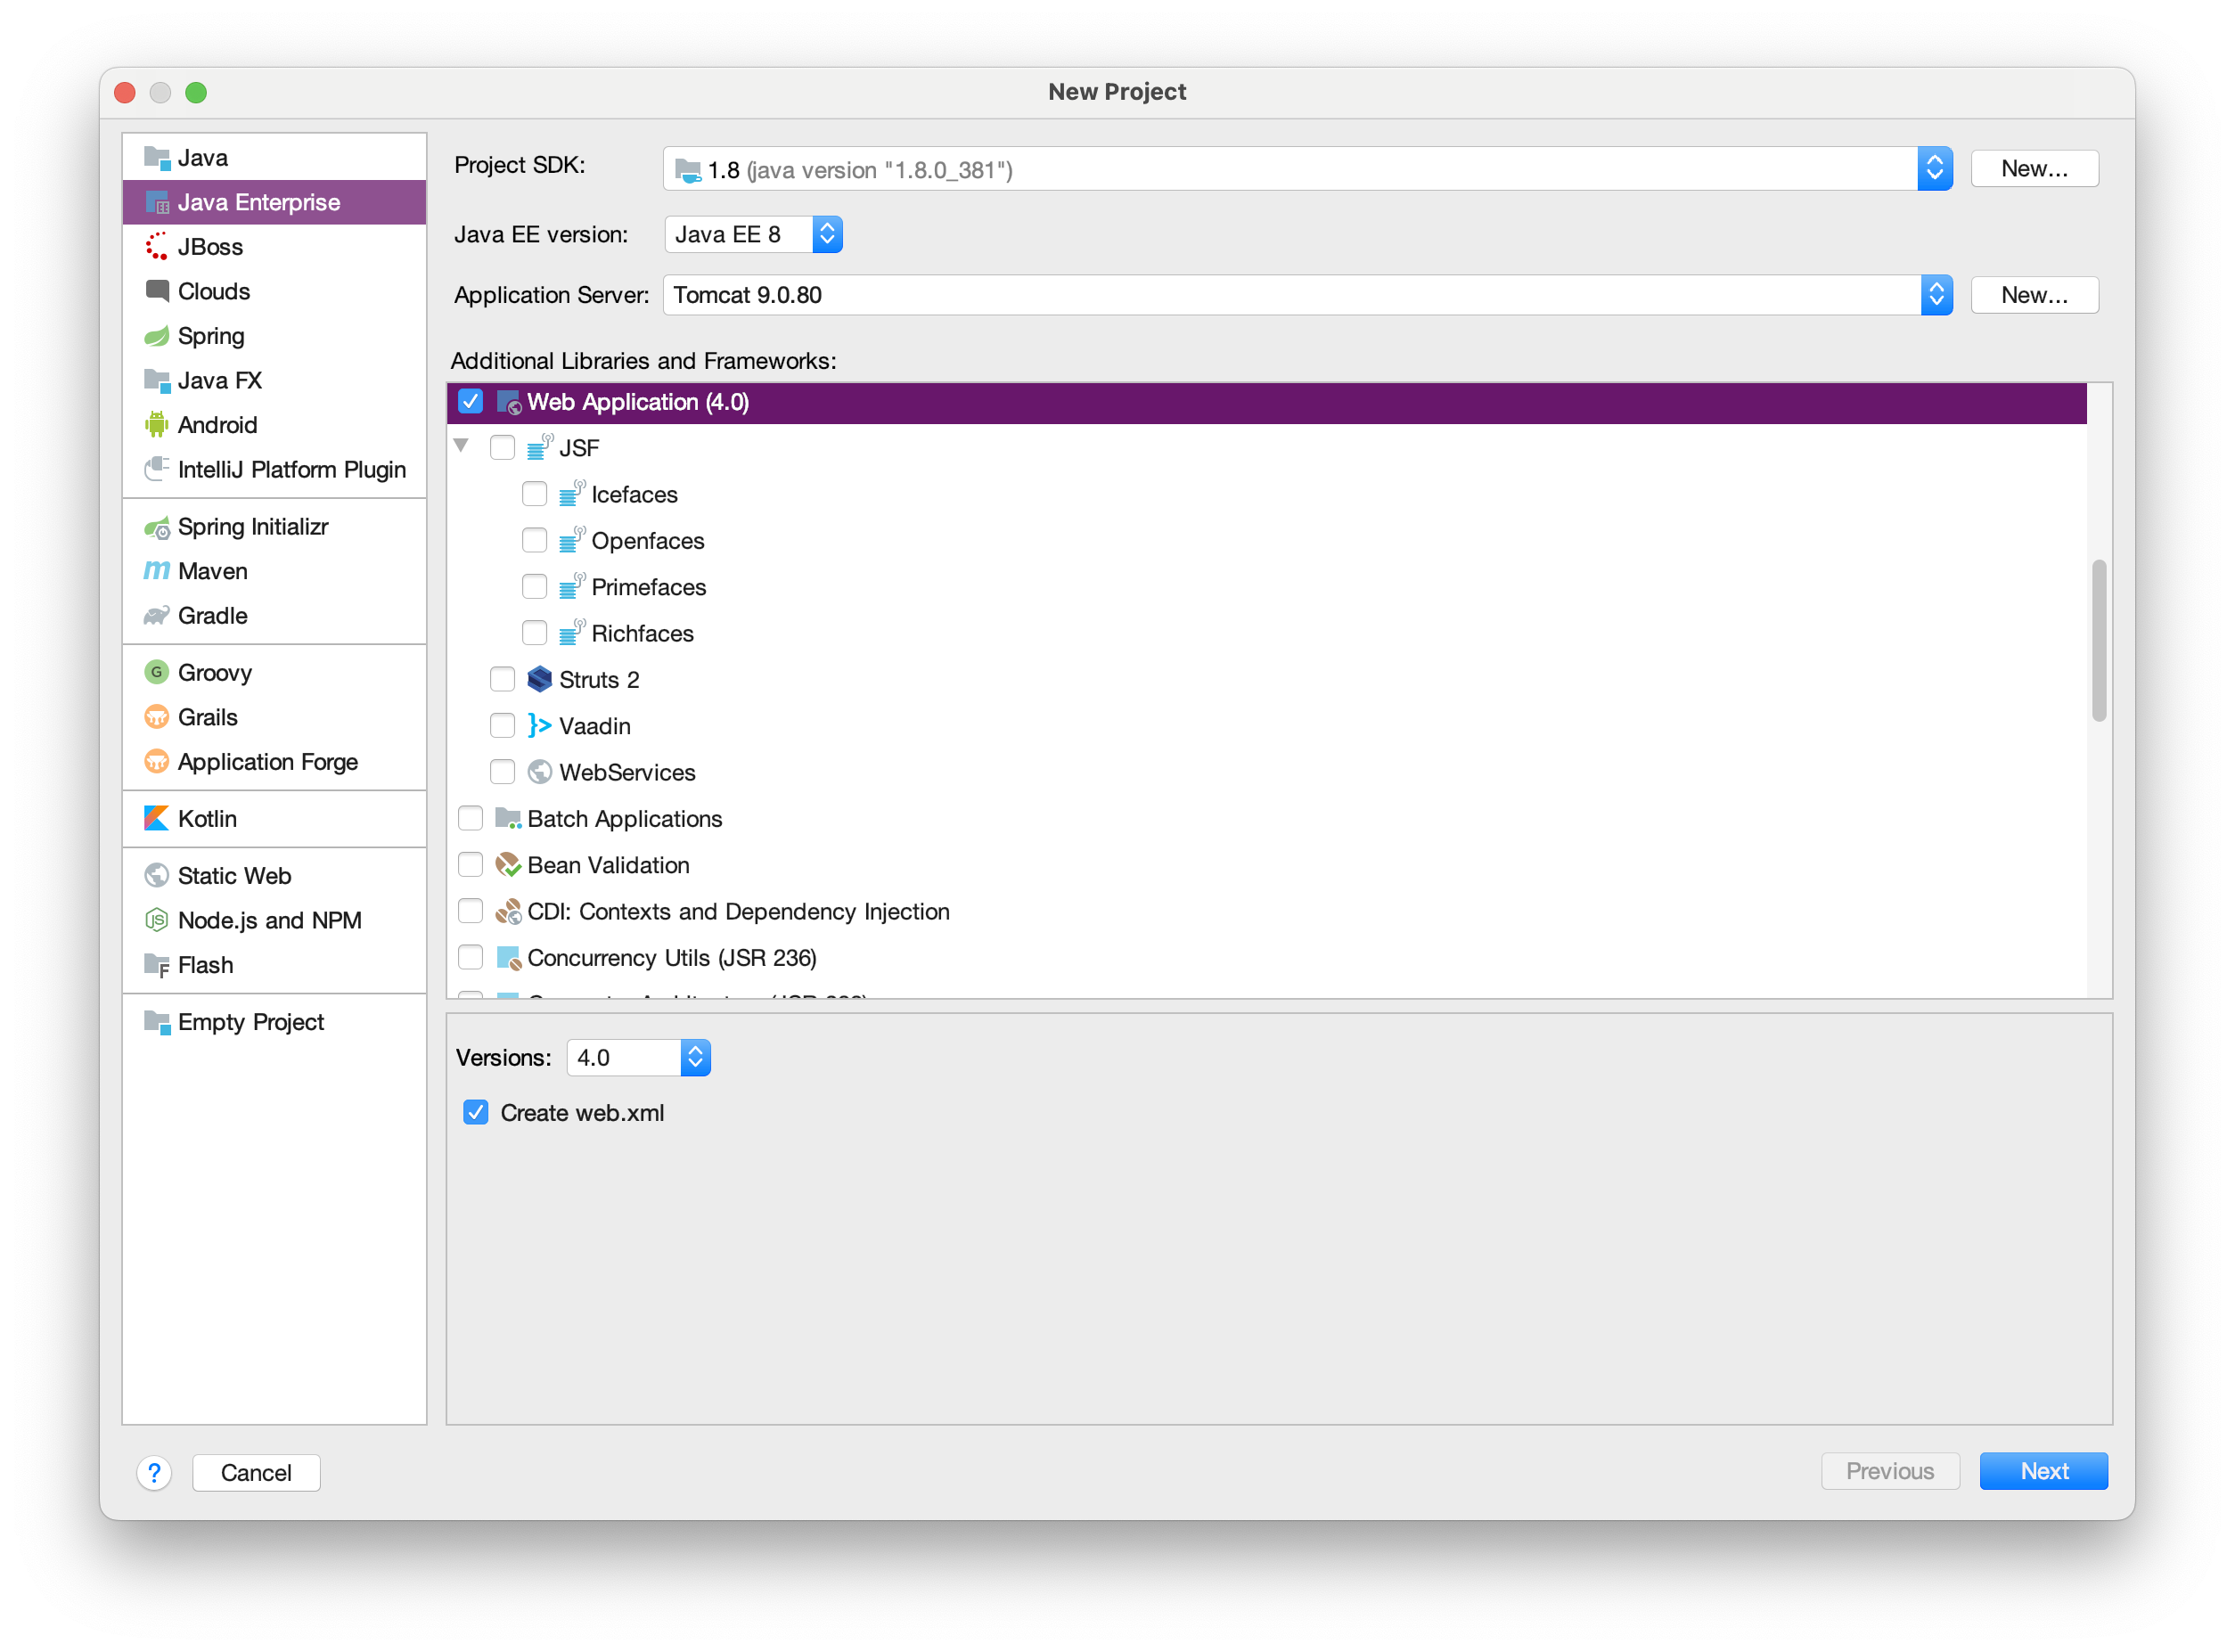 New Project
Java
Java Enterprise
JBoss
Clouds
Spring
Java FX
Android
IntelliJ Platform Plugin
Spring Initializr
Maven
Gradle
Groovy
Grails
Application Forge
Kotlin
Static Web
Node.js and NPM
Flash
Empty Project
Project SDK: 1.8 (java version "1.8.0_381") New...
Java EE version: Java EE 8
Application Server: Tomcat 9.0.80 New...
Additional Libraries and Frameworks:
Web Application (4.0)
JSF
Icefaces
Openfaces
Primefaces
Richfaces
Struts 2
Vaadin
WebServices
Batch Applications
Bean Validation
CDI: Contexts and Dependency Injection
Concurrency Utils (JSR 236)
Versions: 4.0
Create web.xml
? Cancel Previous Next